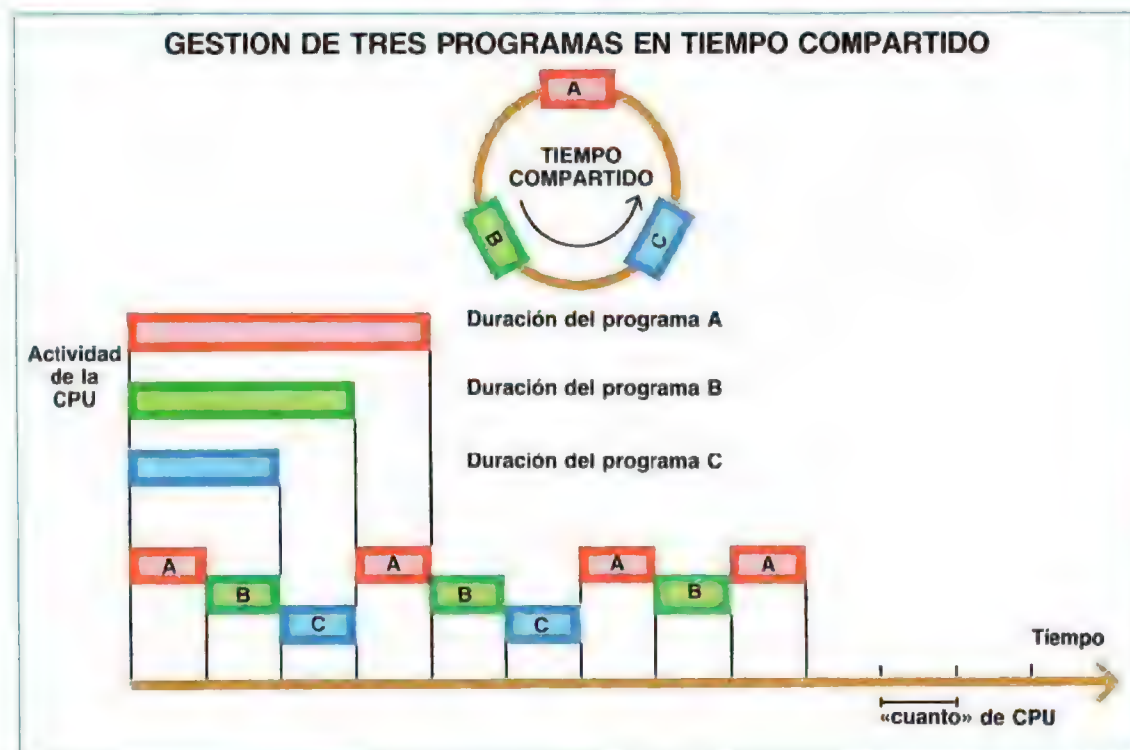 GESTION DE TRES PROGRAMAS EN TIEMPO COMPARTIDO
A
TIEMPO
COMPARTIDO
B
C
Duración del programa A
Actividad
de la
CPU
Duración del programa B
Duración del programa C
A
B
C
A
B
C
A
B
A
Tiempo
«cuanto» de CPU